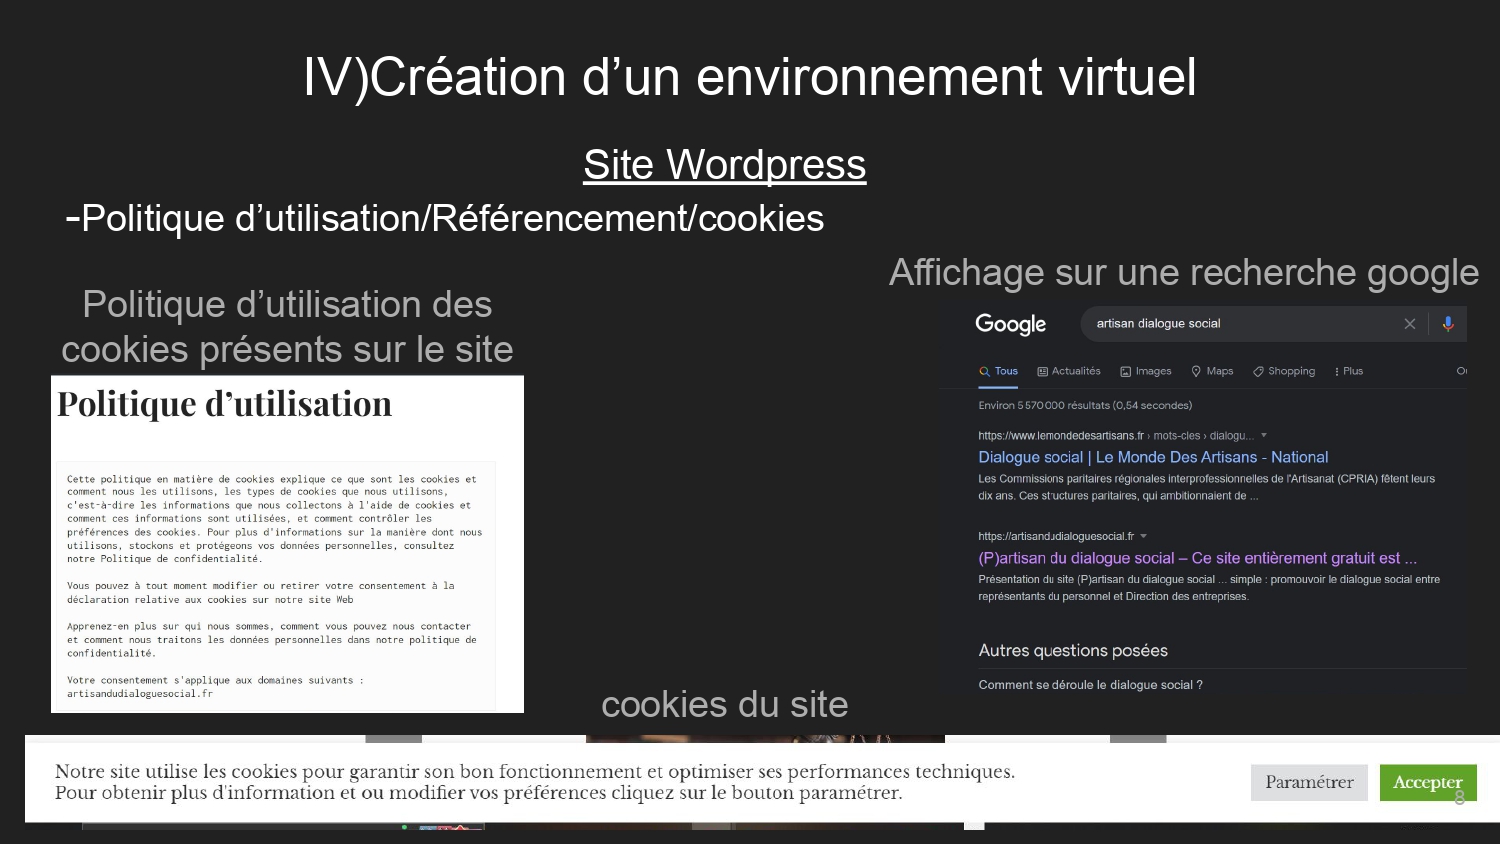 IV)Création d’un environnement virtuel
Site Wordpress
-Politique d’utilisation/Référencement/cookies
Politique d’utilisation des
cookies présents sur le site
Politique d’utilisation
Cette politique en matière de cookies explique ce que sont les cookies et
comment nous les utilisons, les types de cookies que nous utilisons,
c'est-à-dire les informations que nous collectons à l'aide de cookies et
comment ces informations sont utilisées, et comment contrôler les
préférences des cookies. Pour plus d'informations sur la manière dont nous
utilisons, stockons et protégeons vos données personnelles, consultez
notre Politique de confidentialité.
Vous pouvez à tout moment modifier ou retirer votre consentement à la
déclaration relative aux cookies sur notre site Web
Apprenez-en plus sur qui nous sommes, comment vous pouvez nous contacter
et comment nous traitons les données personnelles dans notre politique de
confidentialité.
Votre consentement s'applique aux domaines suivants :
artisandudialoguesocial.fr
Affichage sur une recherche google
Google
artisan dialogue social
Tous Actualités Images Maps Shopping Plus
Environ 5 570 000 résultats (0,54 secondes)
https://www.lemondedesartisans.fr › mots-cles › dialogu...
Dialogue social | Le Monde Des Artisans - National
Les Commissions paritaires régionales interprofessionnelles de l'Artisanat (CPRIA) fêtent leurs
dix ans. Ces structures paritaires, qui ambitionnaient de ...
https://artisandudialoguesocial.fr
(P)artisan du dialogue social – Ce site entièrement gratuit est ...
Présentation du site (P)artisan du dialogue social ... simple : promouvoir le dialogue social entre
représentants du personnel et Direction des entreprises.
Autres questions posées
Comment se déroule le dialogue social ?
cookies du site
Notre site utilise les cookies pour garantir son bon fonctionnement et optimiser ses performances techniques.
Pour obtenir plus d'information et ou modifier vos préférences cliquez sur le bouton paramétrer.
Paramétrer
Accepter
8